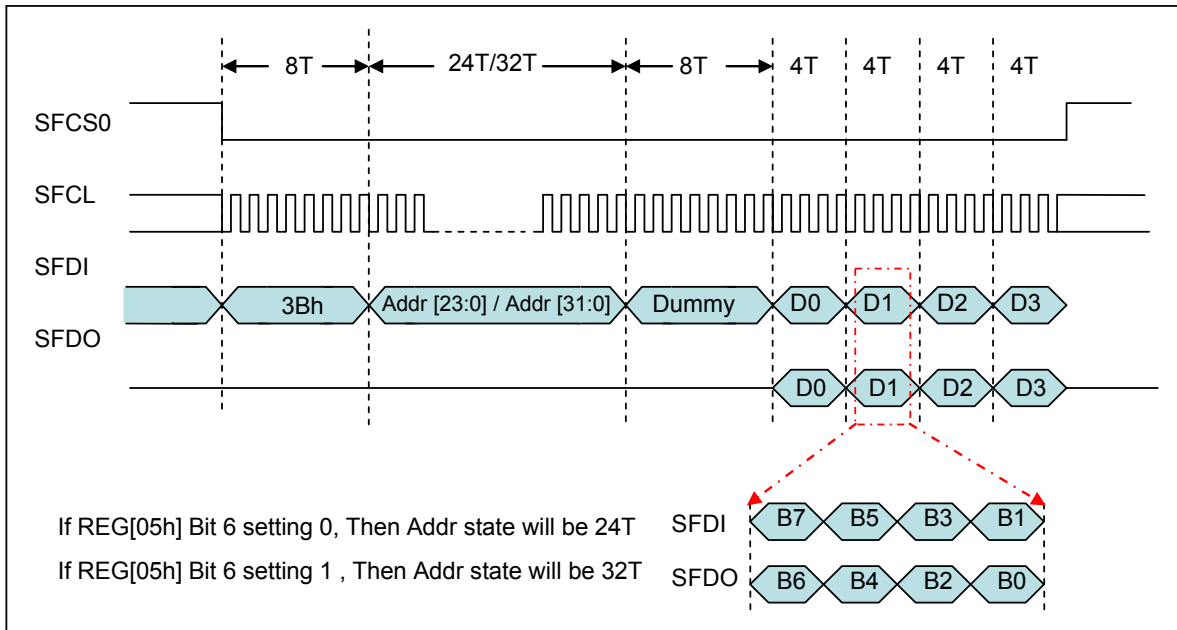 8T 24T/32T 8T 4T 4T 4T 4T
SFCS0
SFCL
SFDI
3Bh Addr [23:0] / Addr [31:0] Dummy D0 D1 D2 D3
SFDO
D0 D1 D2 D3
If REG[05h] Bit 6 setting 0, Then Addr state will be 24T
SFDI B7 B5 B3 B1
If REG[05h] Bit 6 setting 1 , Then Addr state will be 32T
SFDO B6 B4 B2 B0